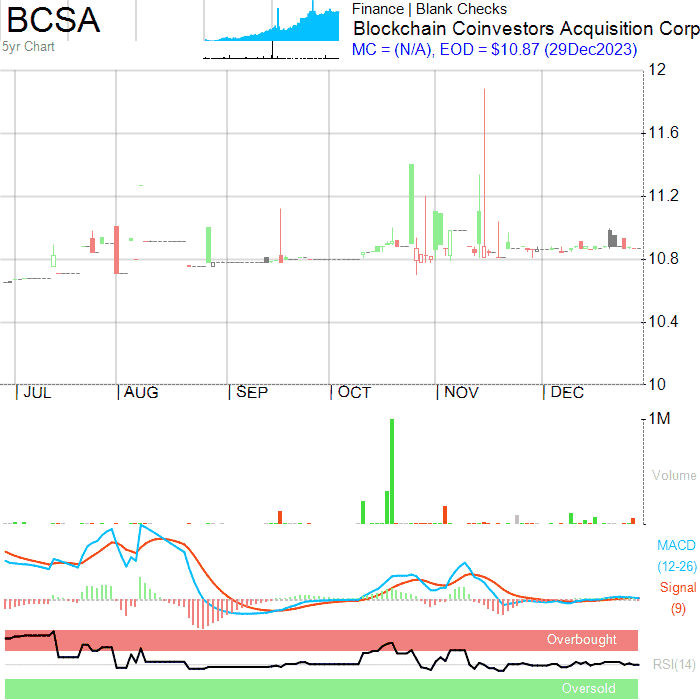 BCSA
5yr Chart
Finance | Blank Checks
Blockchain Coinvestors Acquisition Corp
MC = (N/A), EOD = $10.87 (29Dec2023)
12
11.6
11.2
10.8
10.4
10
| JUL | AUG | SEP | OCT | NOV | DEC
1M
Volume
MACD
(12-26)
Signal
(9)
Overbought
RSI(14)
Oversold